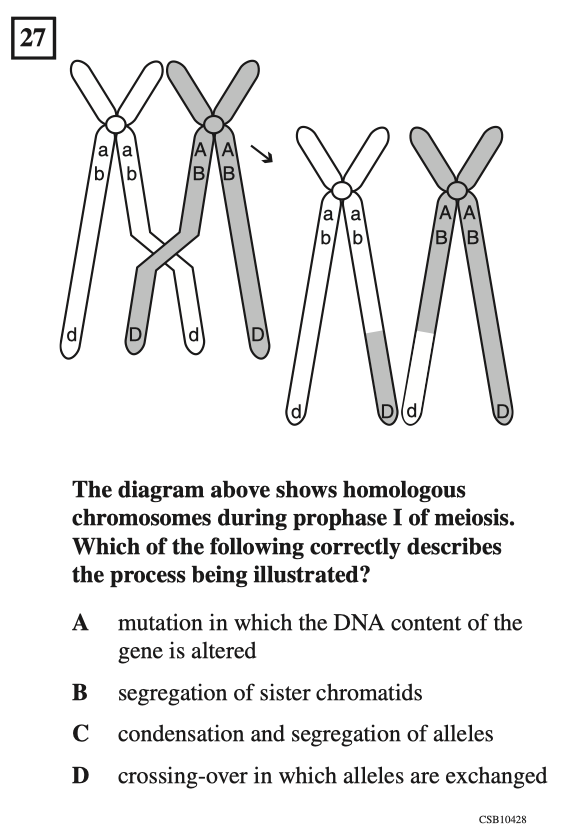 27
a a A A
b b B B
a a A A
b b B B
d D d D
d D d D
The diagram above shows homologous
chromosomes during prophase I of meiosis.
Which of the following correctly describes
the process being illustrated?
A mutation in which the DNA content of the
gene is altered
B segregation of sister chromatids
C condensation and segregation of alleles
D crossing-over in which alleles are exchanged
CSB10428